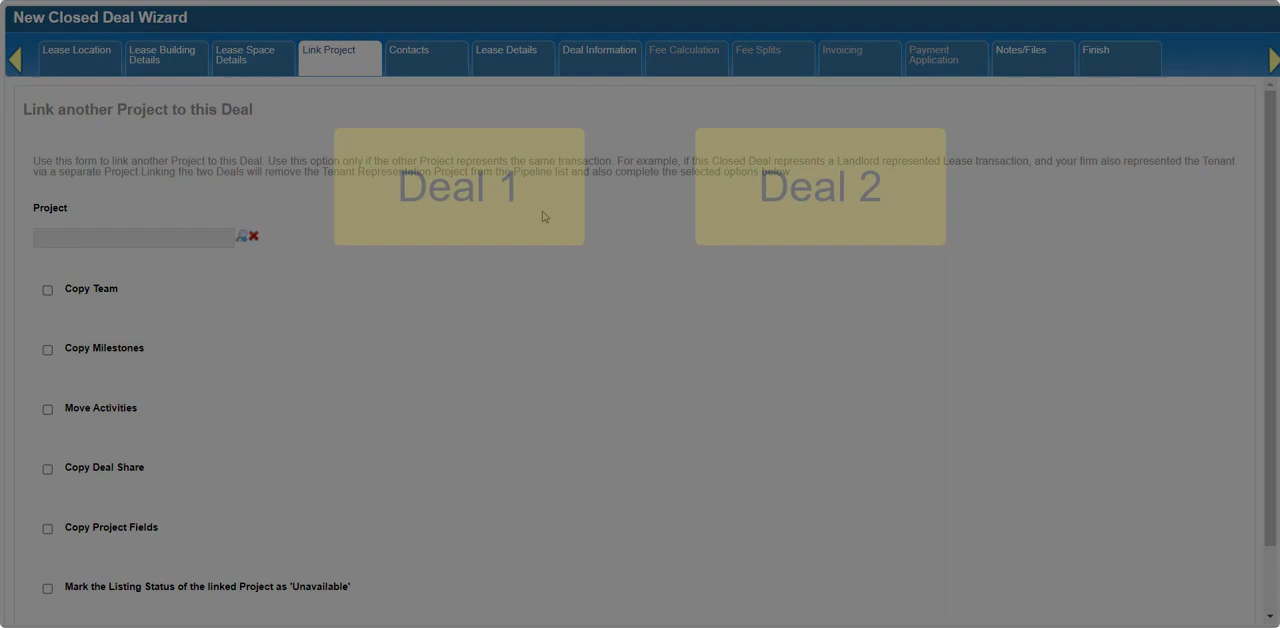 New Closed Deal Wizard
Lease Location
Lease Building Details
Lease Space Details
Link Project
Contacts
Lease Details
Deal Information
Fee Calculation
Fee Splits
Invoicing
Payment Application
Notes/Files
Finish
Link another Project to this Deal
Use this form to link another Project to this Deal. Use this option only if the other Project represents the same transaction. For example, if this Closed Deal represents a Landlord represented Lease transaction, and your firm also represented the Tenant
via a separate Project.Linking the two Deals will remove the Tenant Representation Project from the Pipeline list and also complete the selected options below.
Deal 1
Deal 2
Project
Copy Team
Copy Milestones
Move Activities
Copy Deal Share
Copy Project Fields
Mark the Listing Status of the linked Project as 'Unavailable'